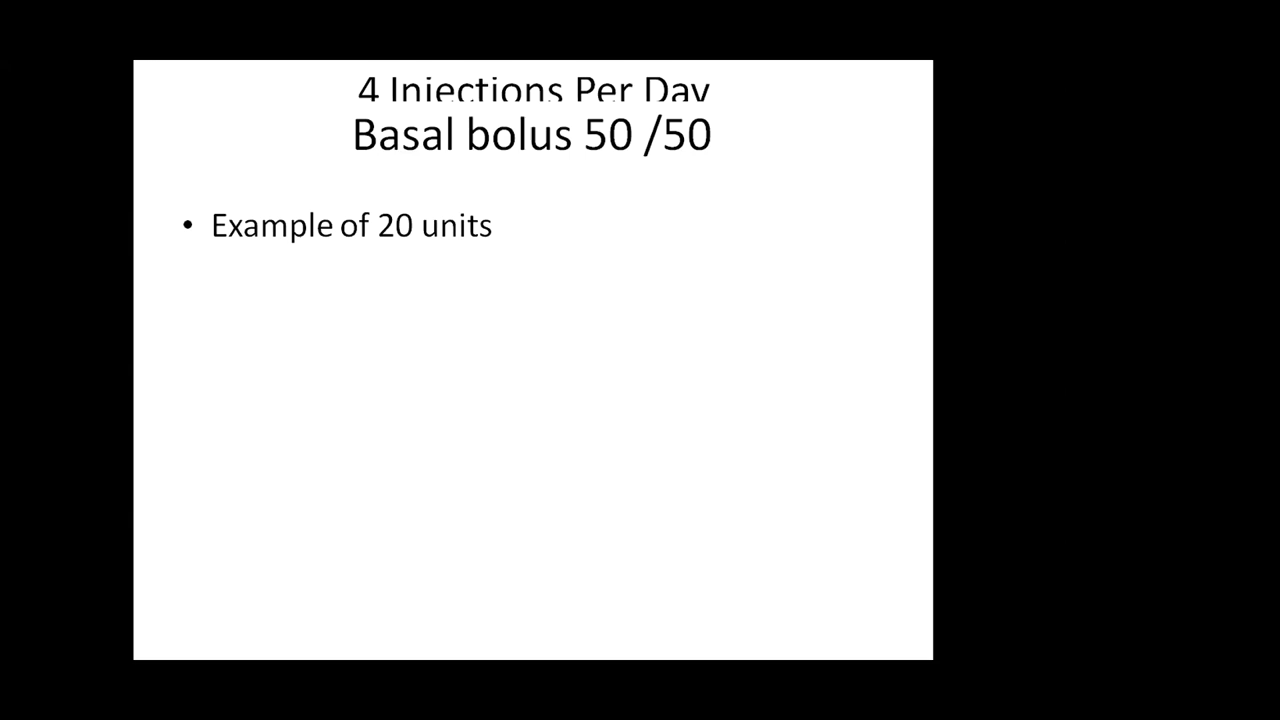 4 Injections Per Day
Basal bolus 50 /50
• Example of 20 units